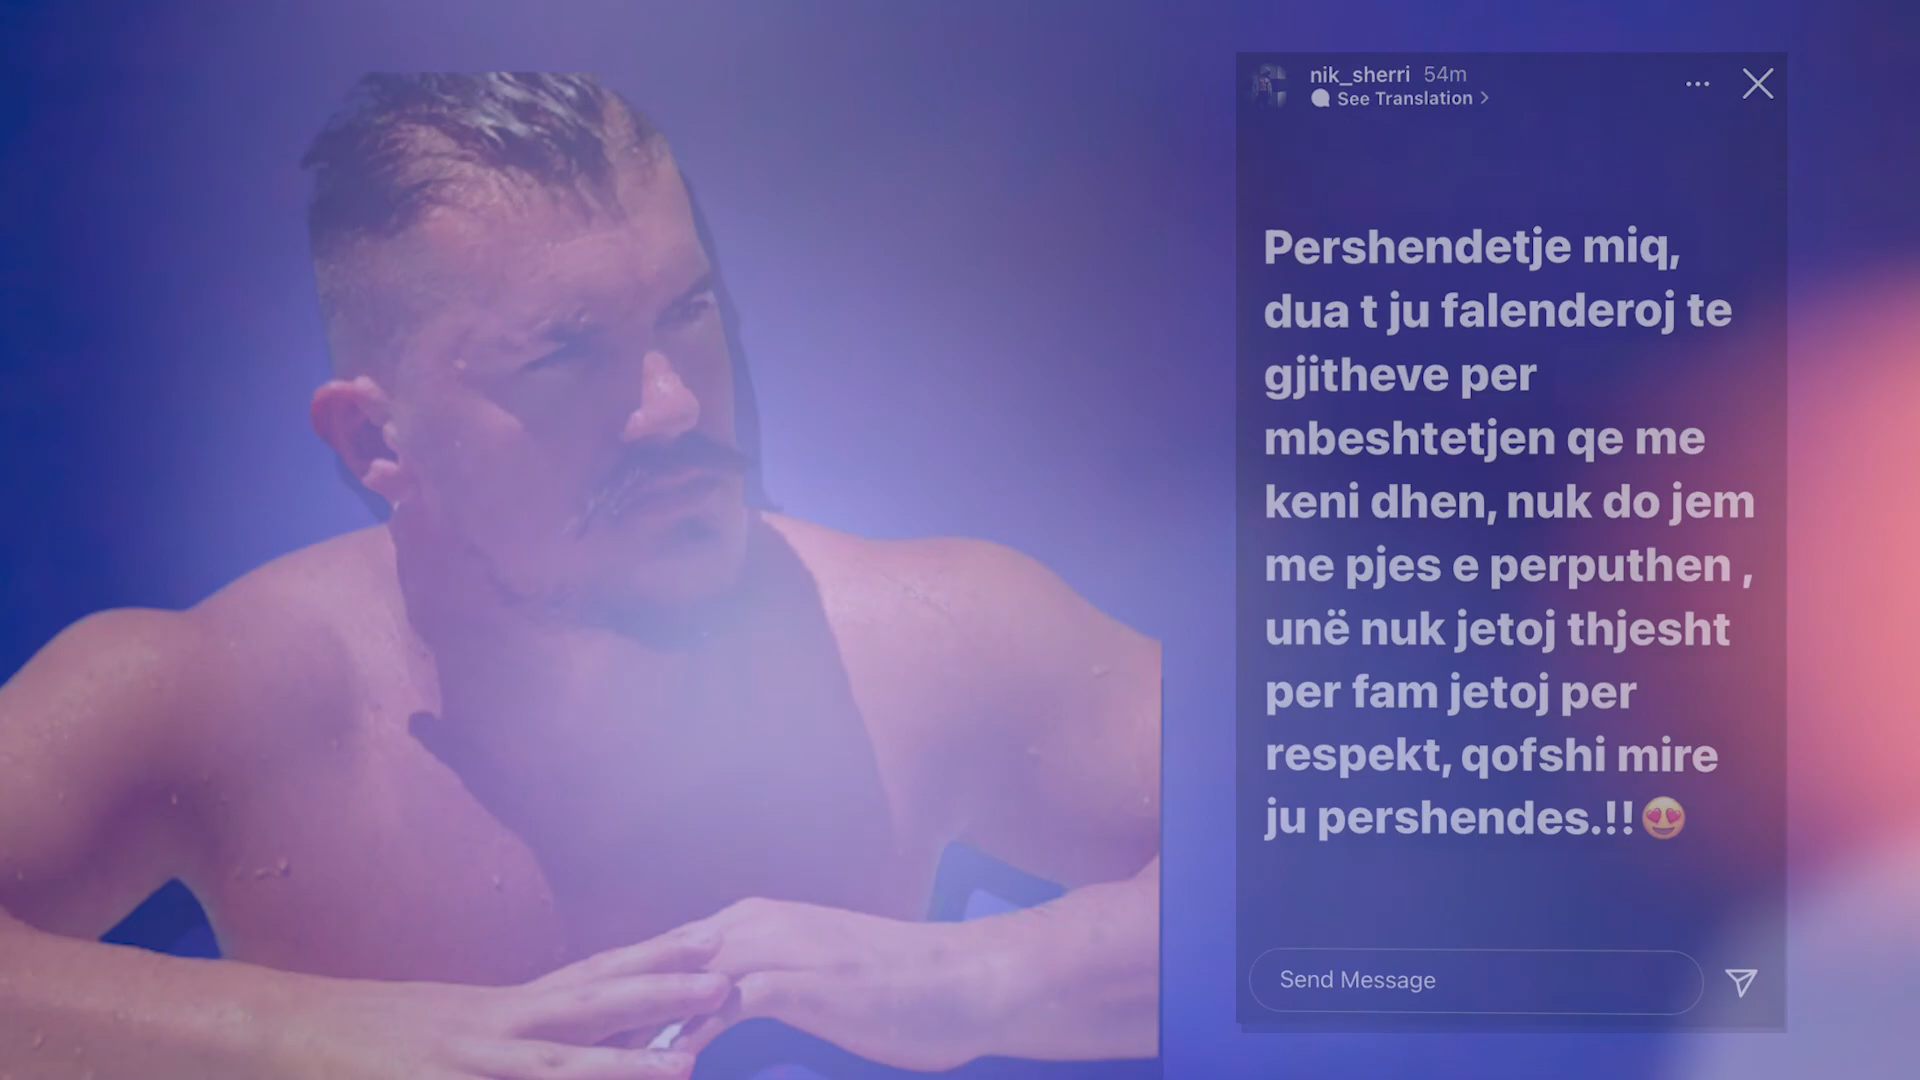 nik_sherri 54m
See Translation >
Pershendetje miq,
dua t ju falenderoj te
gjitheve per
mbeshtetjen qe me
keni dhen, nuk do jem
me pjes e perputhen ,
unë nuk jetoj thjesht
per fam jetoj per
respekt, qofshi mire
ju pershendes.!!😍
Send Message